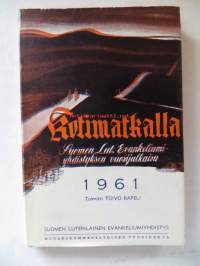 Kotimatkalla
Suomen Lut. Evankeliumi-
yhdistyksen vuosijulkaisu
1961
Toimitt. TOIVO RAPELI
SUOMEN LUTERILAINEN EVANKELIUMIYHDISTYS